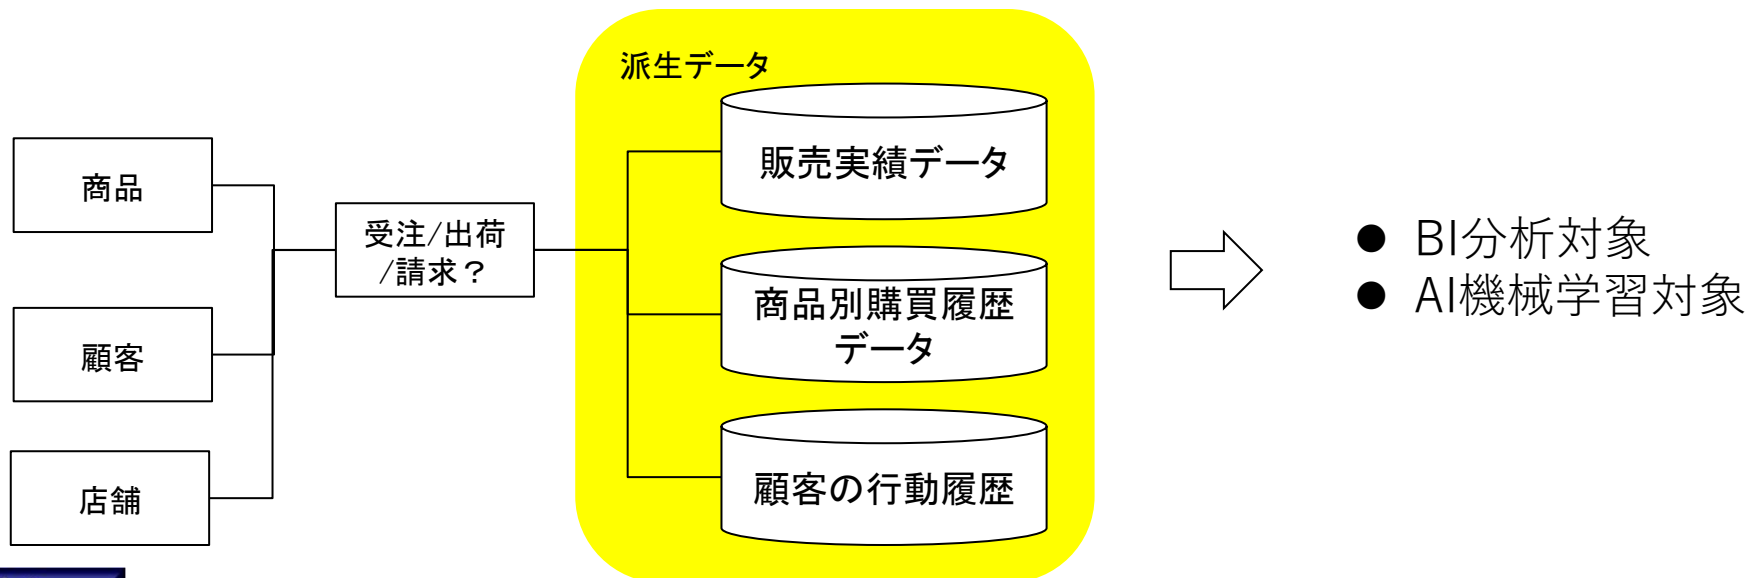 派生データ
販売実績データ
商品
受注/出荷
/請求？
BI分析対象
AI機械学習対象
商品別購買履歴
データ
顧客
顧客の行動履歴
店舗